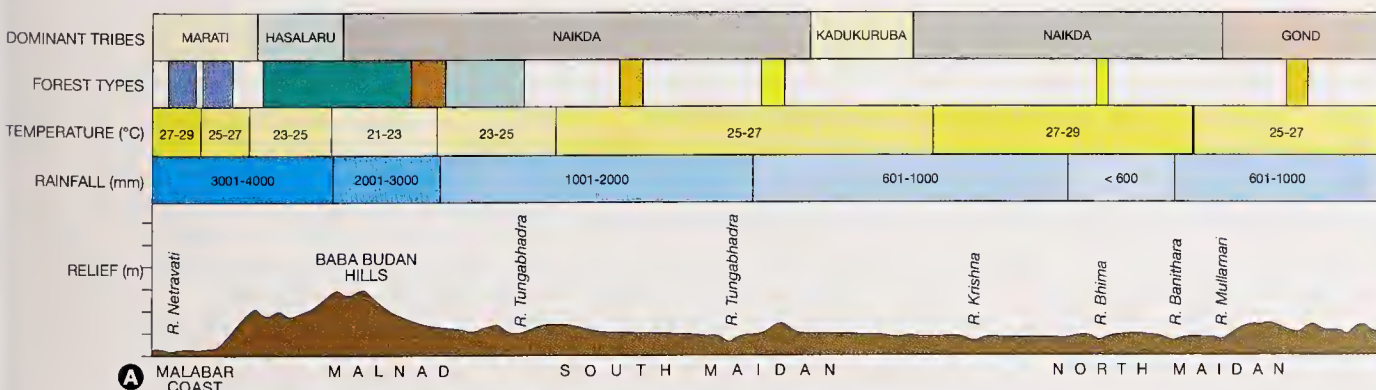 DOMINANT TRIBES MARATI HASALARU NAIKDA KADUKURUBA NAIKDA GOND
FOREST TYPES
TEMPERATURE (°C) 27-29 25-27 23-25 21-23 23-25 25-27 27-29 25-27
RAINFALL (mm) 3001-4000 2001-3000 1001-2000 601-1000 < 600 601-1000
RELIEF (m)
R. Netravati
BABA BUDAN
HILLS
R. Tungabhadra
R. Tungabhadra
R. Krishna
R. Bhima
R. Banithara
R. Mullamari
A MALABAR
COAST
MALNAD
SOUTH MAIDAN
NORTH MAIDAN